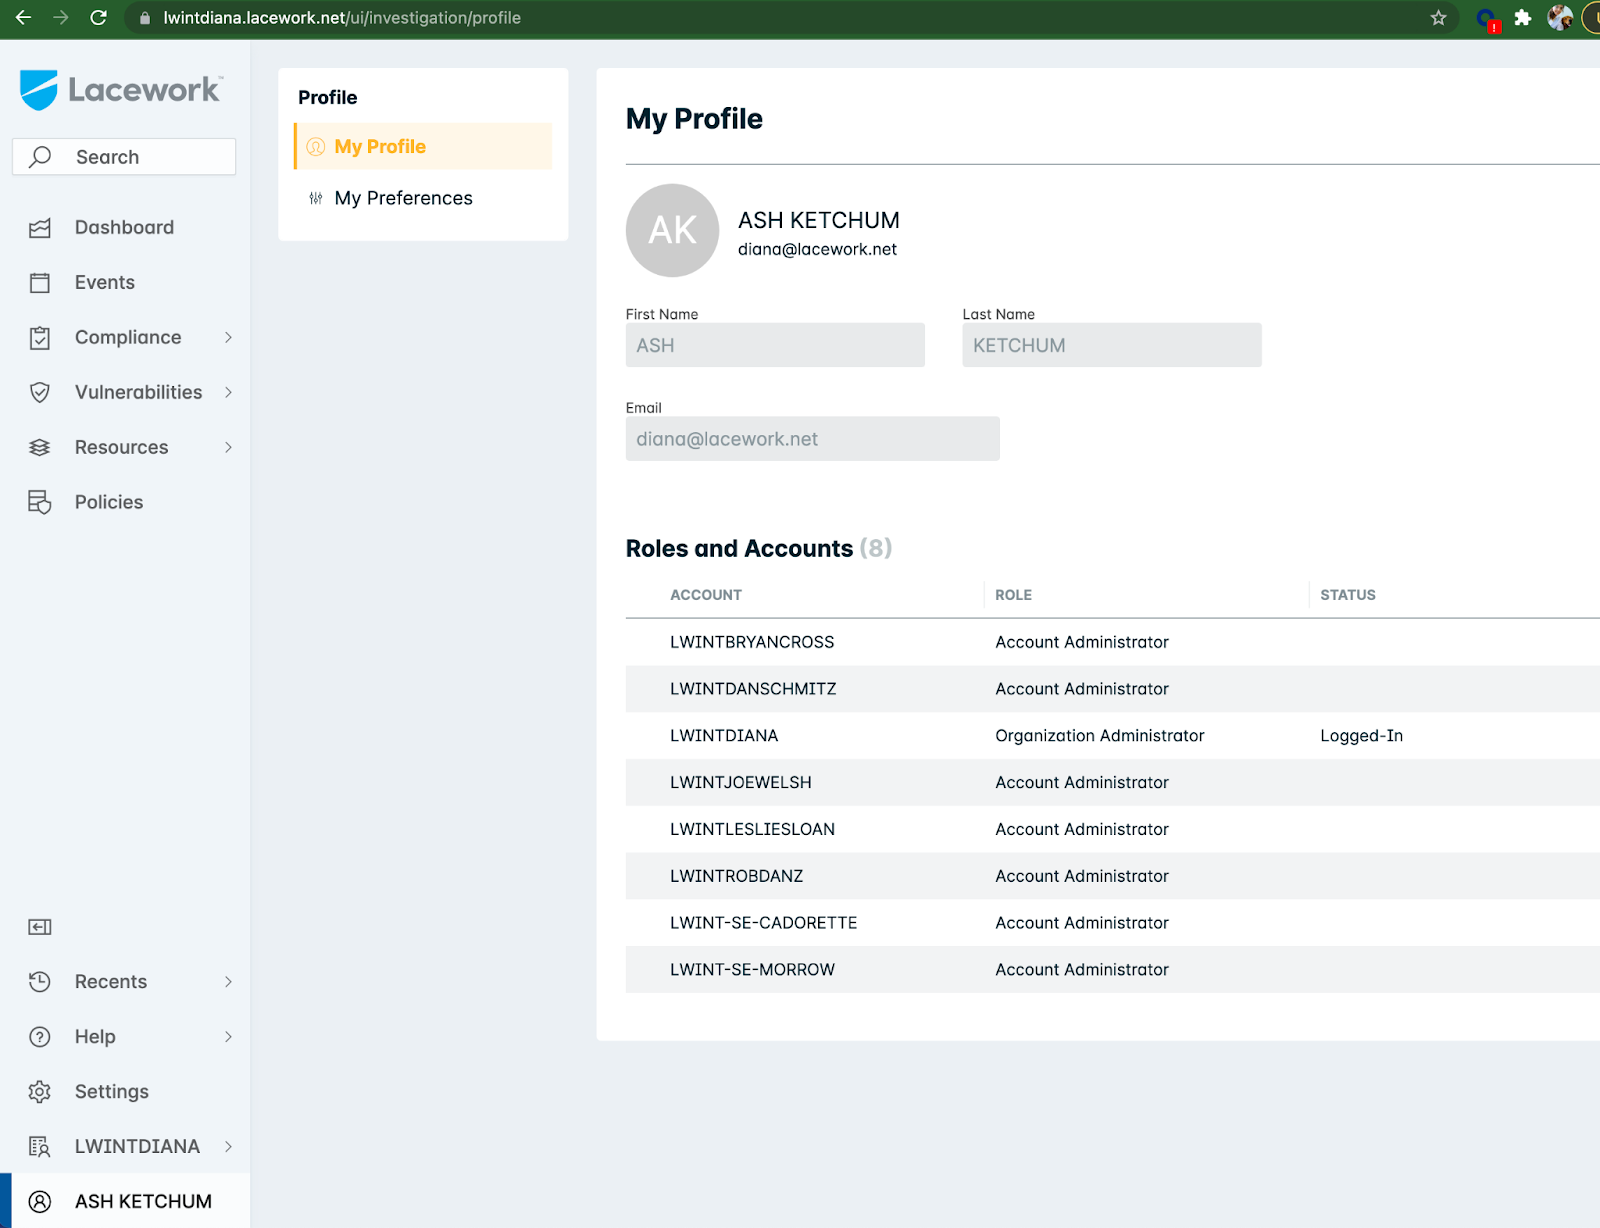 lwintdiana.lacework.net/ui/investigation/profile
Lacework™
Search
Dashboard
Events
Compliance
Vulnerabilities
Resources
Policies
Recents
Help
Settings
LWINTDIANA
ASH KETCHUM
Profile
My Profile
My Preferences
My Profile
AK
ASH KETCHUM
diana@lacework.net
First Name
Last Name
ASH
KETCHUM
Email
diana@lacework.net
Roles and Accounts (8)
ACCOUNT ROLE STATUS
LWINTBRYANCROSS Account Administrator
LWINTDANSCHMITZ Account Administrator
LWINTDIANA Organization Administrator Logged-In
LWINTJOEWELSH Account Administrator
LWINTLESLIESLOAN Account Administrator
LWINTROBDANZ Account Administrator
LWINT-SE-CADORETTE Account Administrator
LWINT-SE-MORROW Account Administrator